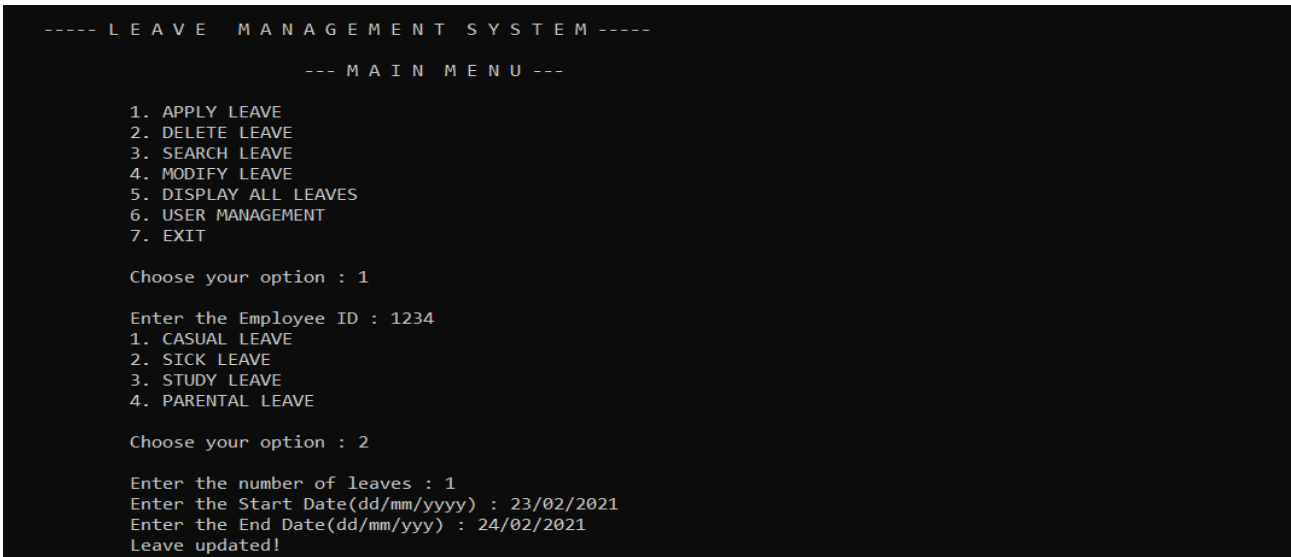 ----- L E A V E   M A N A G E M E N T  S Y S T E M -----
--- M A I N  M E N U ---
1. APPLY LEAVE
2. DELETE LEAVE
3. SEARCH LEAVE
4. MODIFY LEAVE
5. DISPLAY ALL LEAVES
6. USER MANAGEMENT
7. EXIT
Choose your option : 1
Enter the Employee ID : 1234
1. CASUAL LEAVE
2. SICK LEAVE
3. STUDY LEAVE
4. PARENTAL LEAVE
Choose your option : 2
Enter the number of leaves : 1
Enter the Start Date(dd/mm/yyyy) : 23/02/2021
Enter the End Date(dd/mm/yyy) : 24/02/2021
Leave updated!